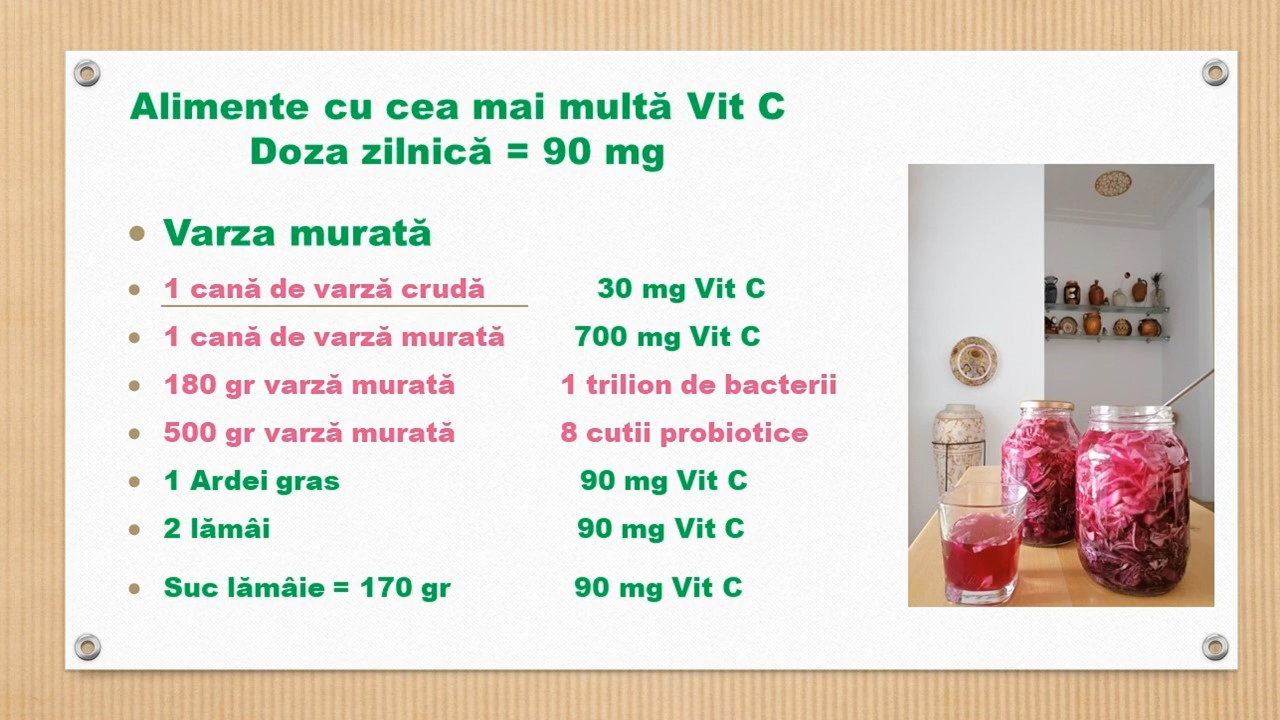 Alimente cu cea mai multă Vit C
Doza zilnică = 90 mg
Varza murată
1 cană de varză crudă 30 mg Vit C
1 cană de varză murată 700 mg Vit C
180 gr varză murată 1 trilion de bacterii
500 gr varză murată 8 cutii probiotice
1 Ardei gras 90 mg Vit C
2 lămâi 90 mg Vit C
Suc lămâie = 170 gr 90 mg Vit C